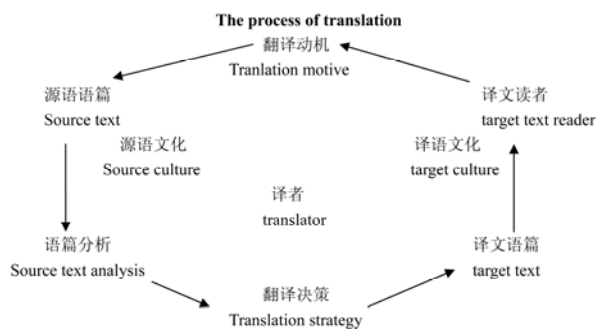 The process of translation
翻译动机
Tranlation motive
源语语篇
Source text
译文读者
target text reader
源语文化
Source culture
译语文化
target culture
译者
translator
语篇分析
Source text analysis
译文语篇
target text
翻译决策
Translation strategy